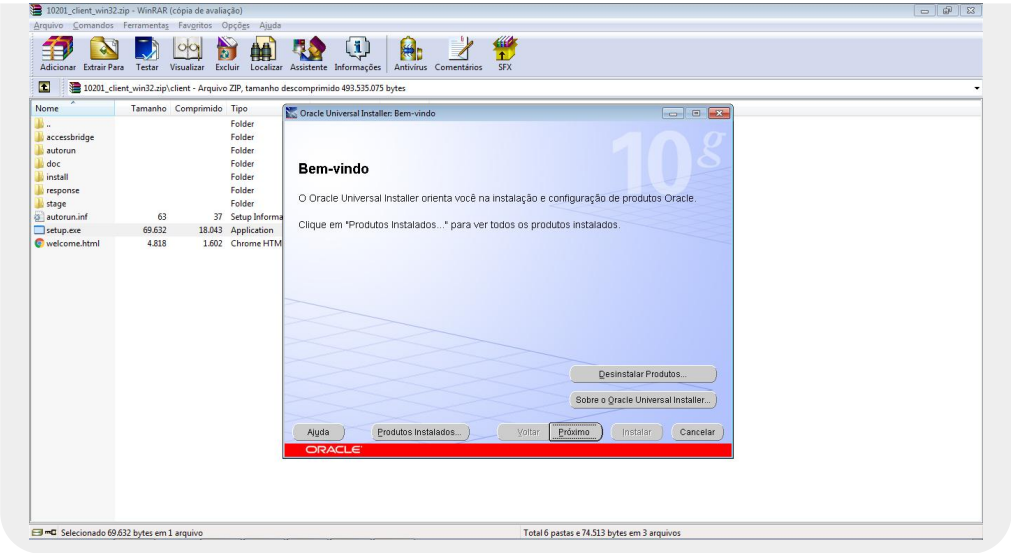 10201_client_win32.zip - WinRAR (cópia de avaliação)
Arquivo Comandos Ferramentas Favoritos Opções Ajuda
Adicionar Extrair Para Testar Visualizar Excluir Localizar Assistente Informações Antivírus Comentários SFX
10201_client_win32.zip\client - Arquivo ZIP, tamanho descomprimido 493.535.075 bytes
Nome Tamanho Comprimido Tipo
.. Folder
accessbridge Folder
autorun Folder
doc Folder
install Folder
response Folder
stage Folder
autorun.inf 63 37 Setup Informa
setup.exe 69.632 18.043 Application
welcome.html 4.818 1.602 Chrome HTM
Oracle Universal Installer: Bem-vindo
10g
Bem-vindo
O Oracle Universal Installer orienta você na instalação e configuração de produtos Oracle.
Clique em "Produtos Instalados..." para ver todos os produtos instalados.
Desinstalar Produtos...
Sobre o Oracle Universal Installer...
Ajuda Produtos Instalados... Voltar Próximo Instalar Cancelar
ORACLE
Selecionado 69.632 bytes em 1 arquivo Total 6 pastas e 74.513 bytes em 3 arquivos